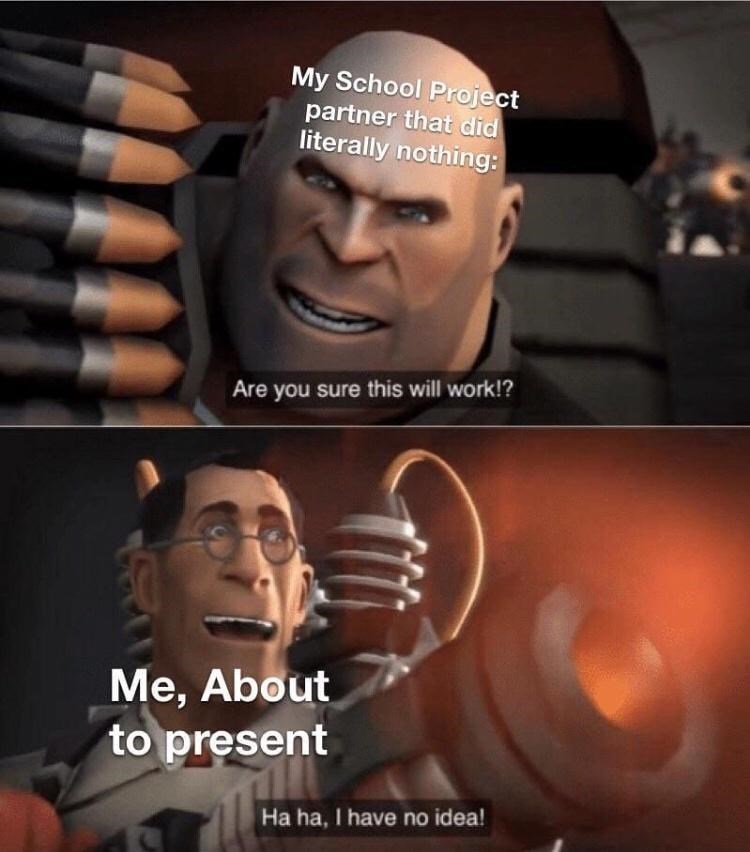 My School Project
partner that did
literally nothing:
Are you sure this will work!?
Me, About
to present
Ha ha, I have no idea!